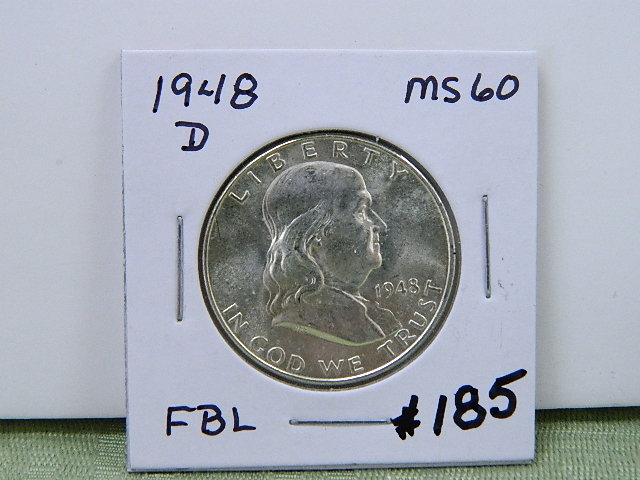 1948 MS60
D
LIBERTY
1948
IN GOD WE TRUST
FBL #185